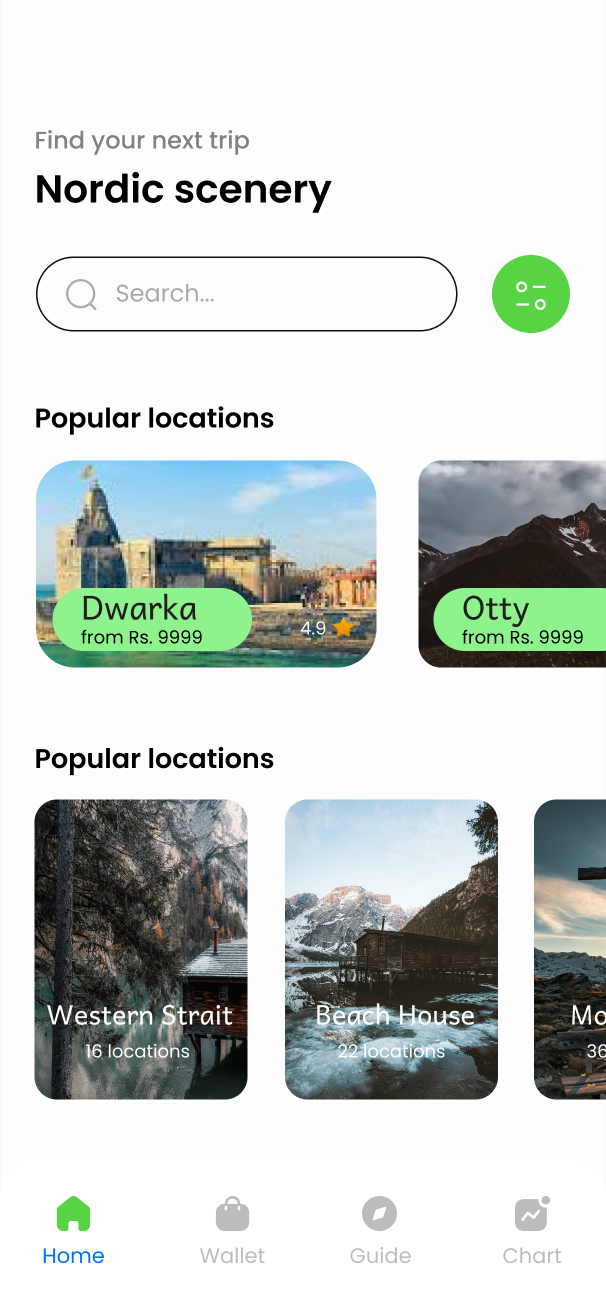 Find your next trip
Nordic scenery
Search...
Popular locations
Dwarka
from Rs. 9999
4.9
Otty
from Rs. 9999
Popular locations
Western Strait
16 locations
Beach House
22 locations
Mo
36
Home
Wallet
Guide
Chart